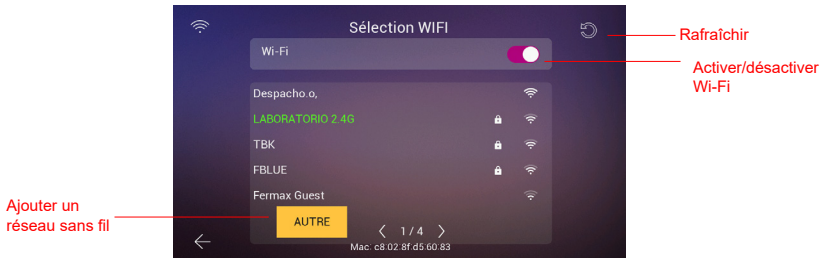 Sélection WIFI
Rafraîchir
Wi-Fi
Activer/désactiver
Wi-Fi
Despacho.o,
LABORATORIO 2.4G
TBK
FBLUE
Fermax Guest
Ajouter un
réseau sans fil
AUTRE
1/4
Mac: c8.02.8f.d5.60.83